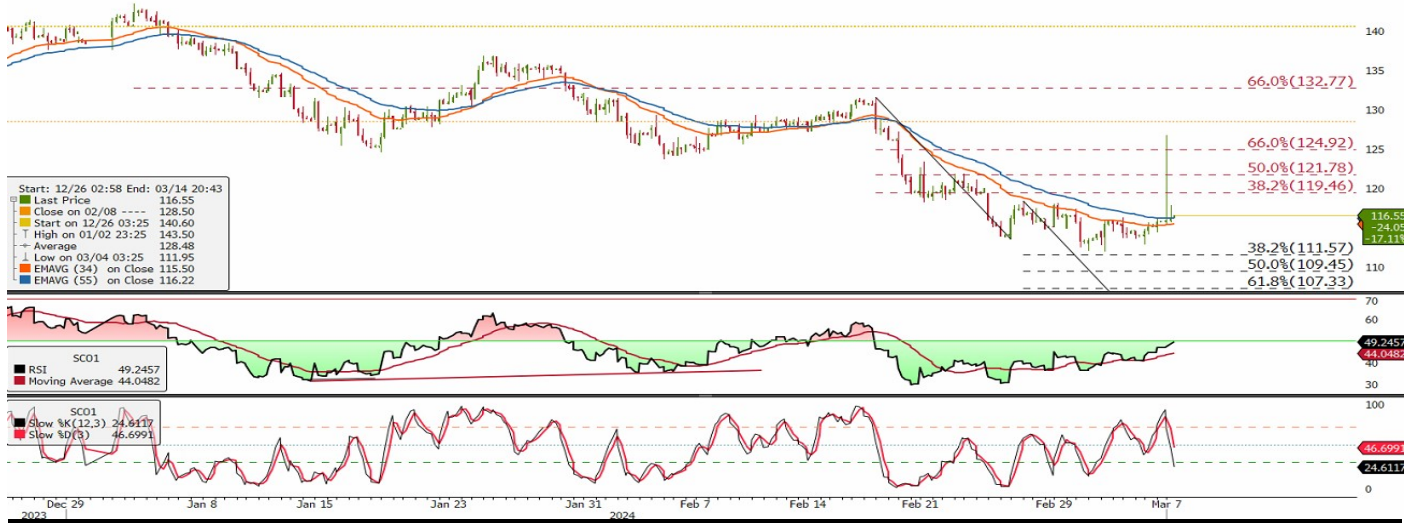 140
66.0%(132.77)
135
130
66.0%(124.92)
125
50.0%(121.78)
38.2%(119.46)
120
Start: 12/26 02:58 End: 03/14 20:43
Last Price 116.55
Close on 02/08 ---- 128.50
Start on 12/26 03:25 140.60
High on 01/02 23:25 143.50
Average 128.48
Low on 03/04 03:25 111.95
EMAVG (34) on Close 115.50
EMAVG (55) on Close 116.22
116.55
-24.05
-17.11%
38.2%(111.57)
50.0%(109.45)
110
61.8%(107.33)
70
60
SCO1
RSI 49.2457
Moving Average 44.0482
49.2457
44.0482
40
30
100
SCO1
Slow %K(12,3) 24.6117
Slow %D(3) 46.6991
46.6991
24.6117
0
Dec 29 Jan 8 Jan 15 Jan 23 Jan 31 Feb 7 Feb 14 Feb 21 Feb 29 Mar 7
2023 2024